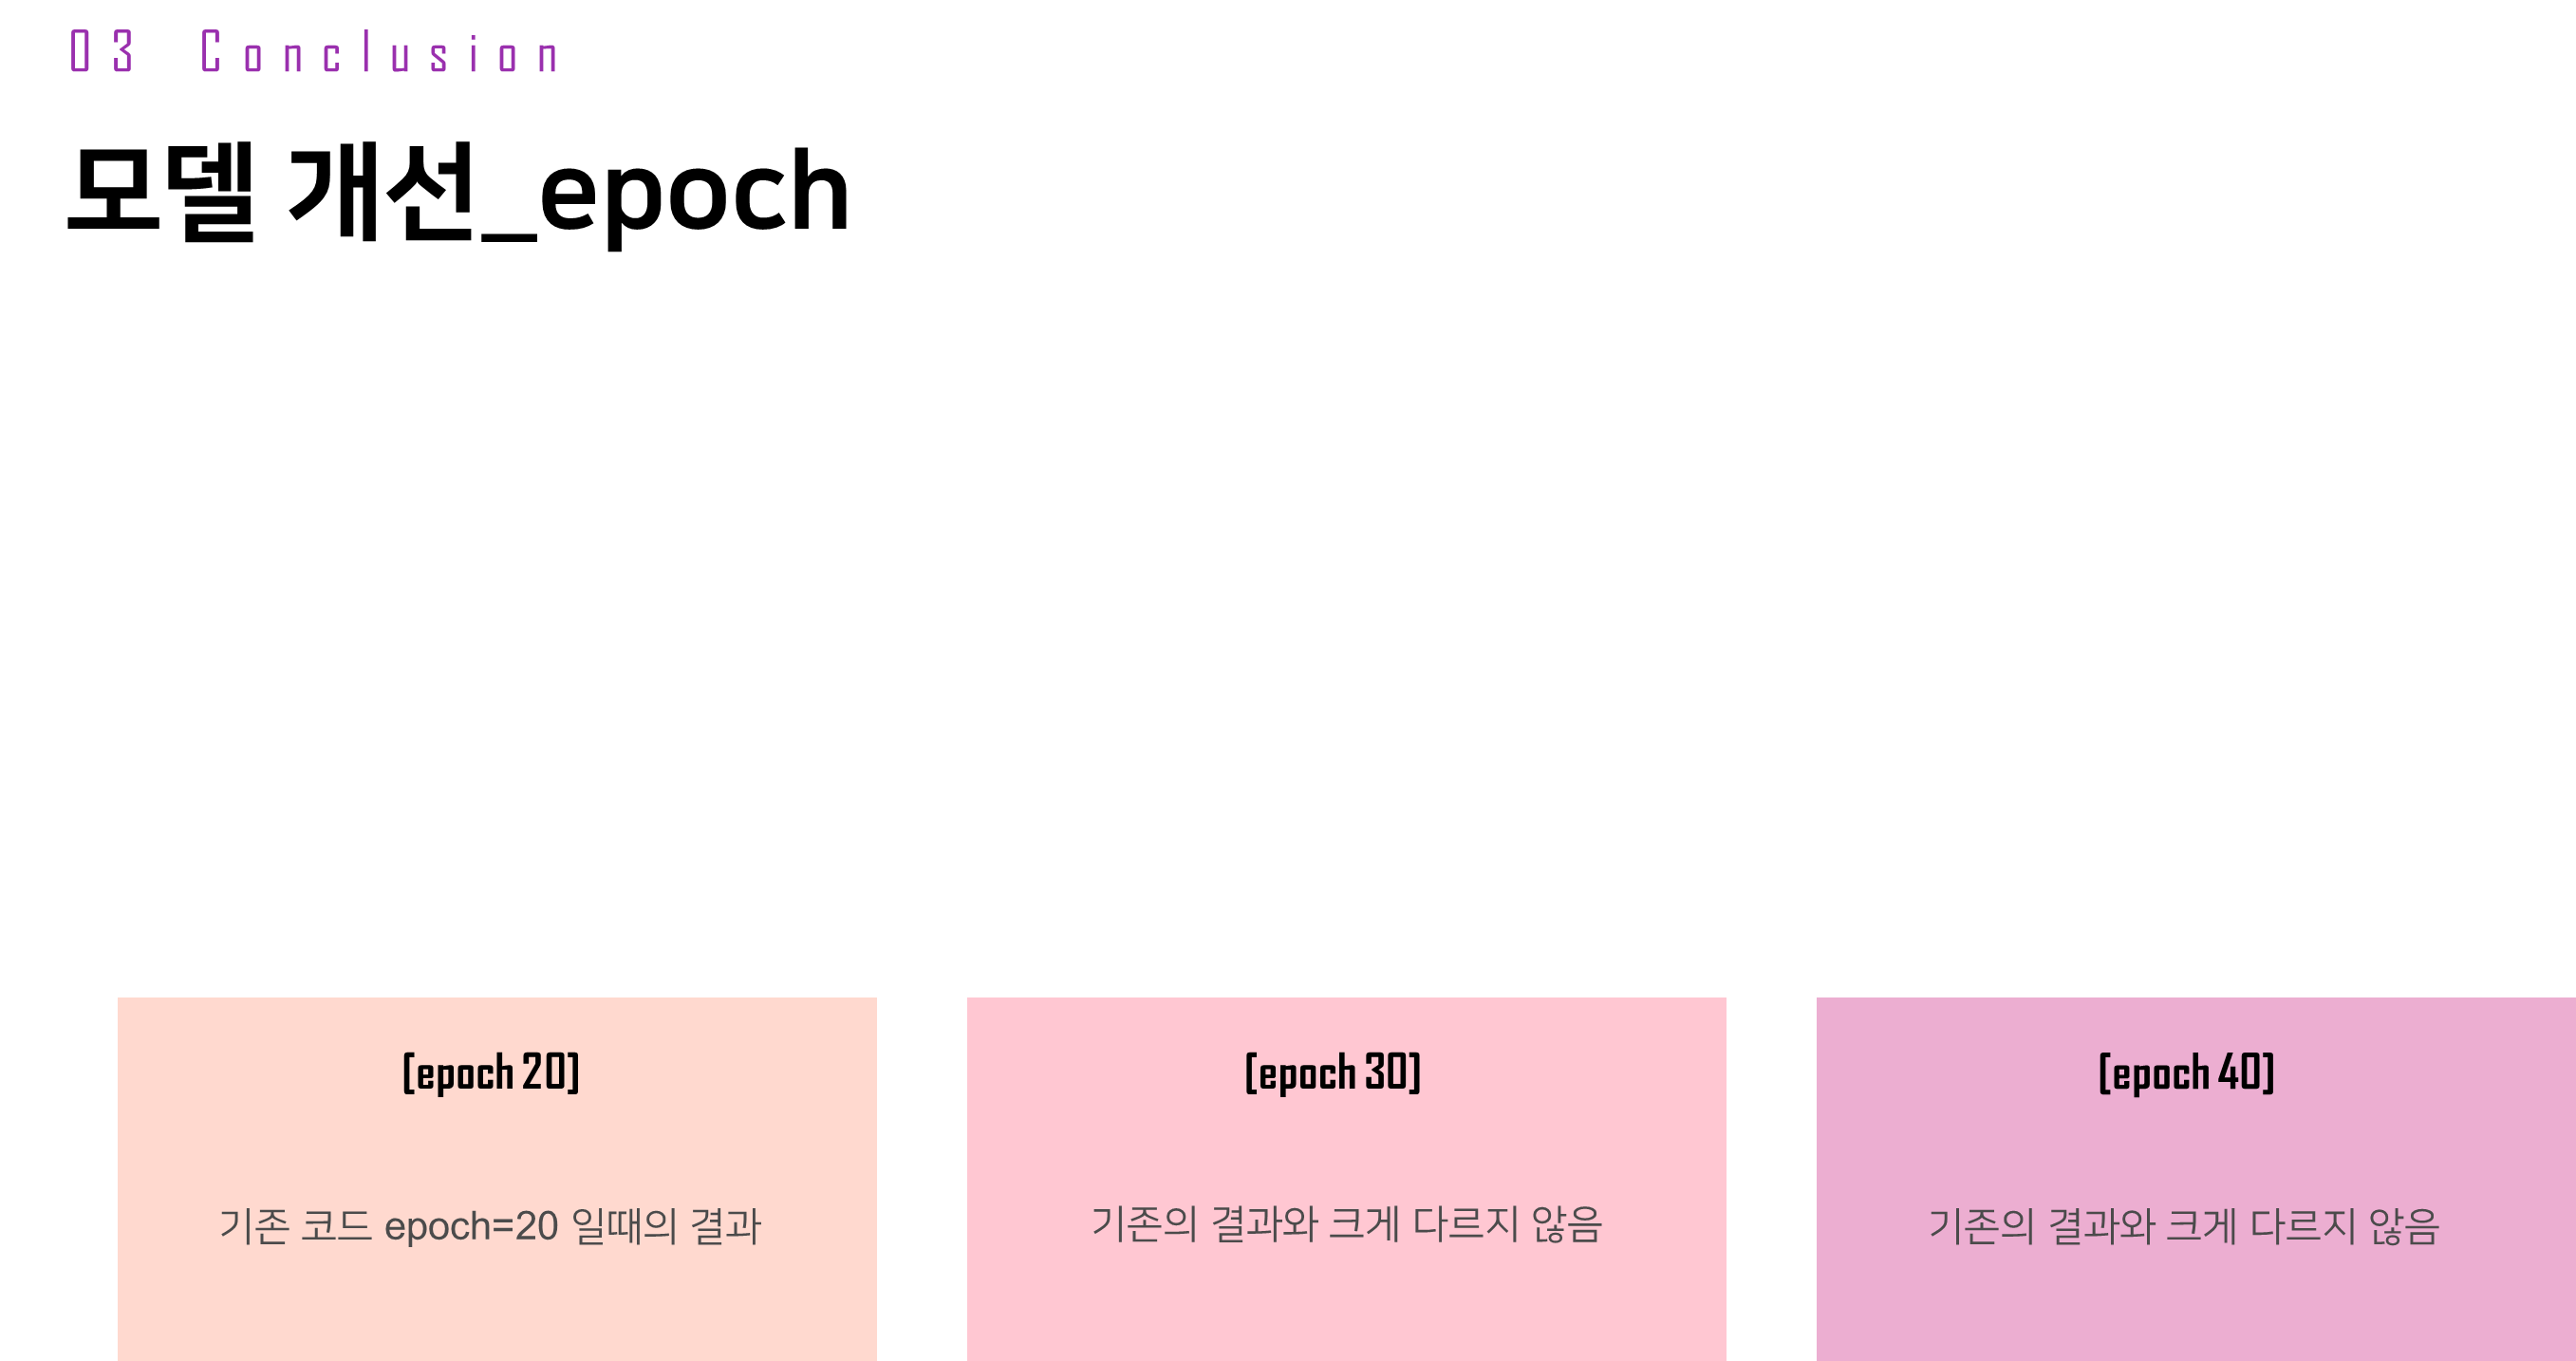 03 Conclusion
모델 개선_epoch
[epoch 20]
기존 코드 epoch=20 일때의 결과
[epoch 30]
기존의 결과와 크게 다르지 않음
[epoch 40]
기존의 결과와 크게 다르지 않음